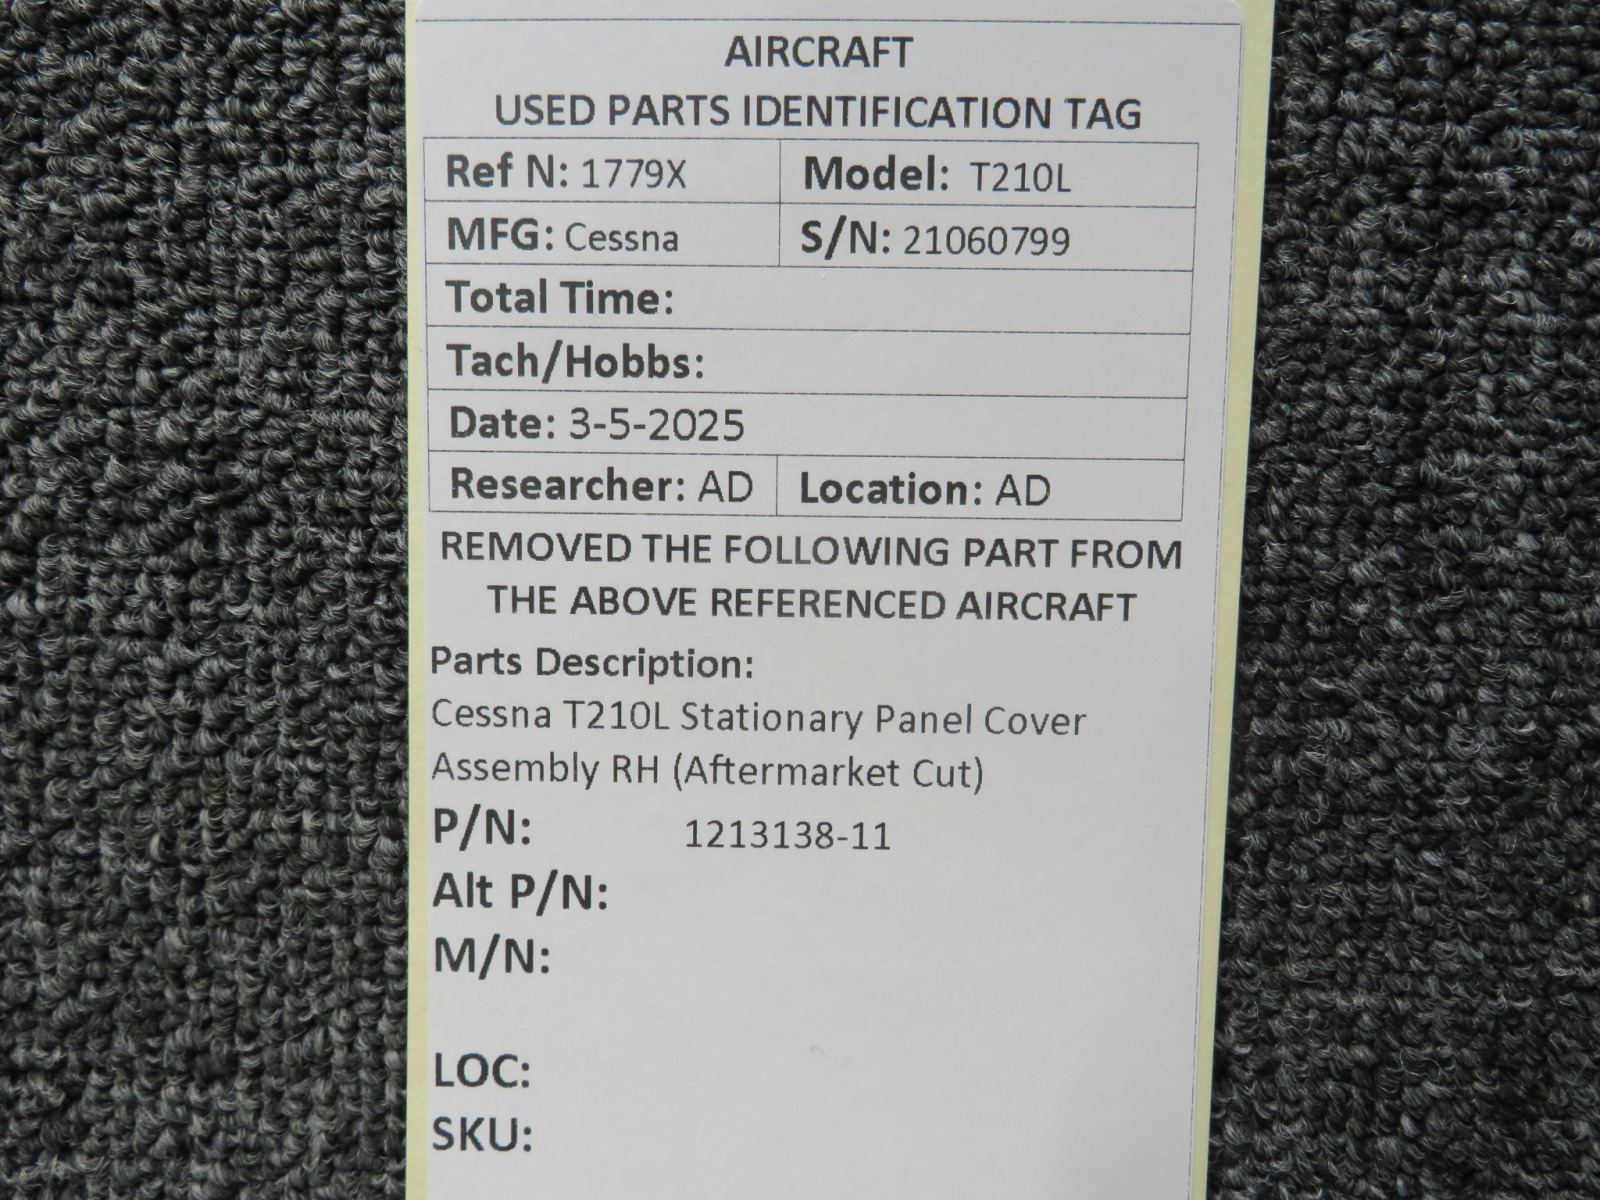 AIRCRAFT
USED PARTS IDENTIFICATION TAG
Ref N: 1779X Model: T210L
MFG: Cessna S/N: 21060799
Total Time:
Tach/Hobbs:
Date: 3-5-2025
Researcher: AD Location: AD
REMOVED THE FOLLOWING PART FROM
THE ABOVE REFERENCED AIRCRAFT
Parts Description:
Cessna T210L Stationary Panel Cover
Assembly RH (Aftermarket Cut)
P/N: 1213138-11
Alt P/N:
M/N:
LOC:
SKU: